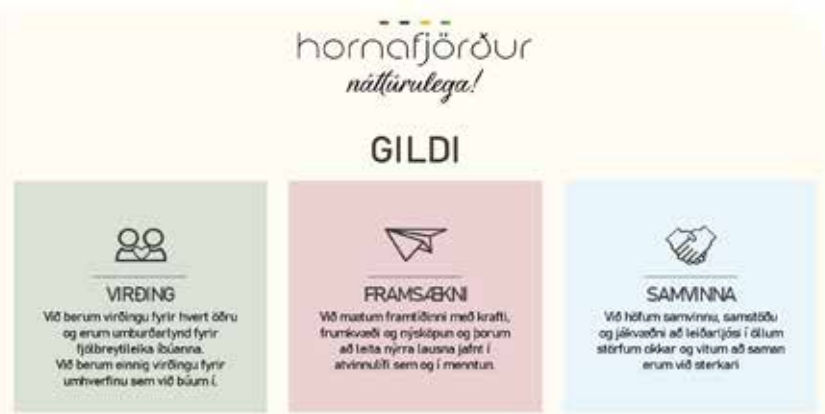 hornafjörður
náttúrulega!
GILDI
VIRÐING
Við berum virðingu fyrir hvert öðru
og erum umburðarlynd fyrir
fjölbreytileika íbúanna.
Við berum einnig virðingu fyrir
umhverfinu sem við búum í.
FRAMSÆKNI
Við mætum framtíðinni með krafti,
frumkvæði og nýsköpun og þorum
að leita nýrra lausna jafnt í
atvinnulífi sem og í menntun.
SAMVINNA
Við höfum samvinnu, samstöðu
og jákvæðni að leiðarljósi í öllum
störfum okkar og vitum að saman
erum við sterkari